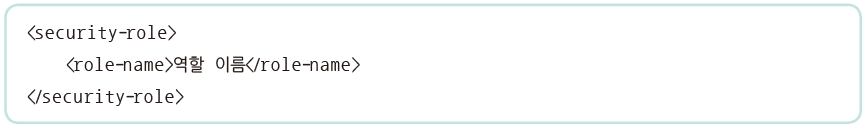 <security-role>
<role-name>역할 이름</role-name>
</security-role>